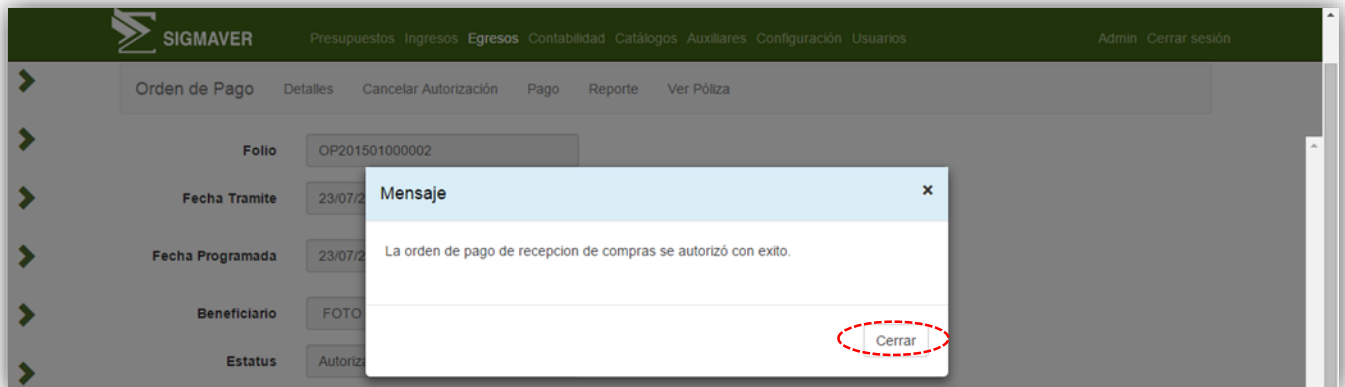 SIGMAVER Presupuestos Ingresos Egresos Contabilidad Catálogos Auxiliares Configuración Usuarios Admin Cerrar sesión
Orden de Pago Detalles Cancelar Autorización Pago Reporte Ver Póliza
Folio OP201501000002
Mensaje ×
Fecha Tramite 23/07/2
La orden de pago de recepcion de compras se autorizó con exito.
Fecha Programada 23/07/2
Beneficiario FOTO
Cerrar
Estatus Autoriza